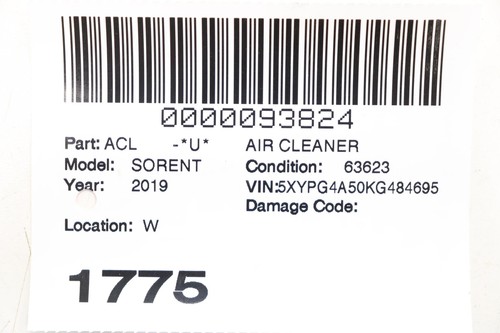 0000093824
Part: ACL -*U* AIR CLEANER
Model: SORENT Condition: 63623
Year: 2019 VIN:5XYPG4A50KG484695
Damage Code:
Location: W
1775